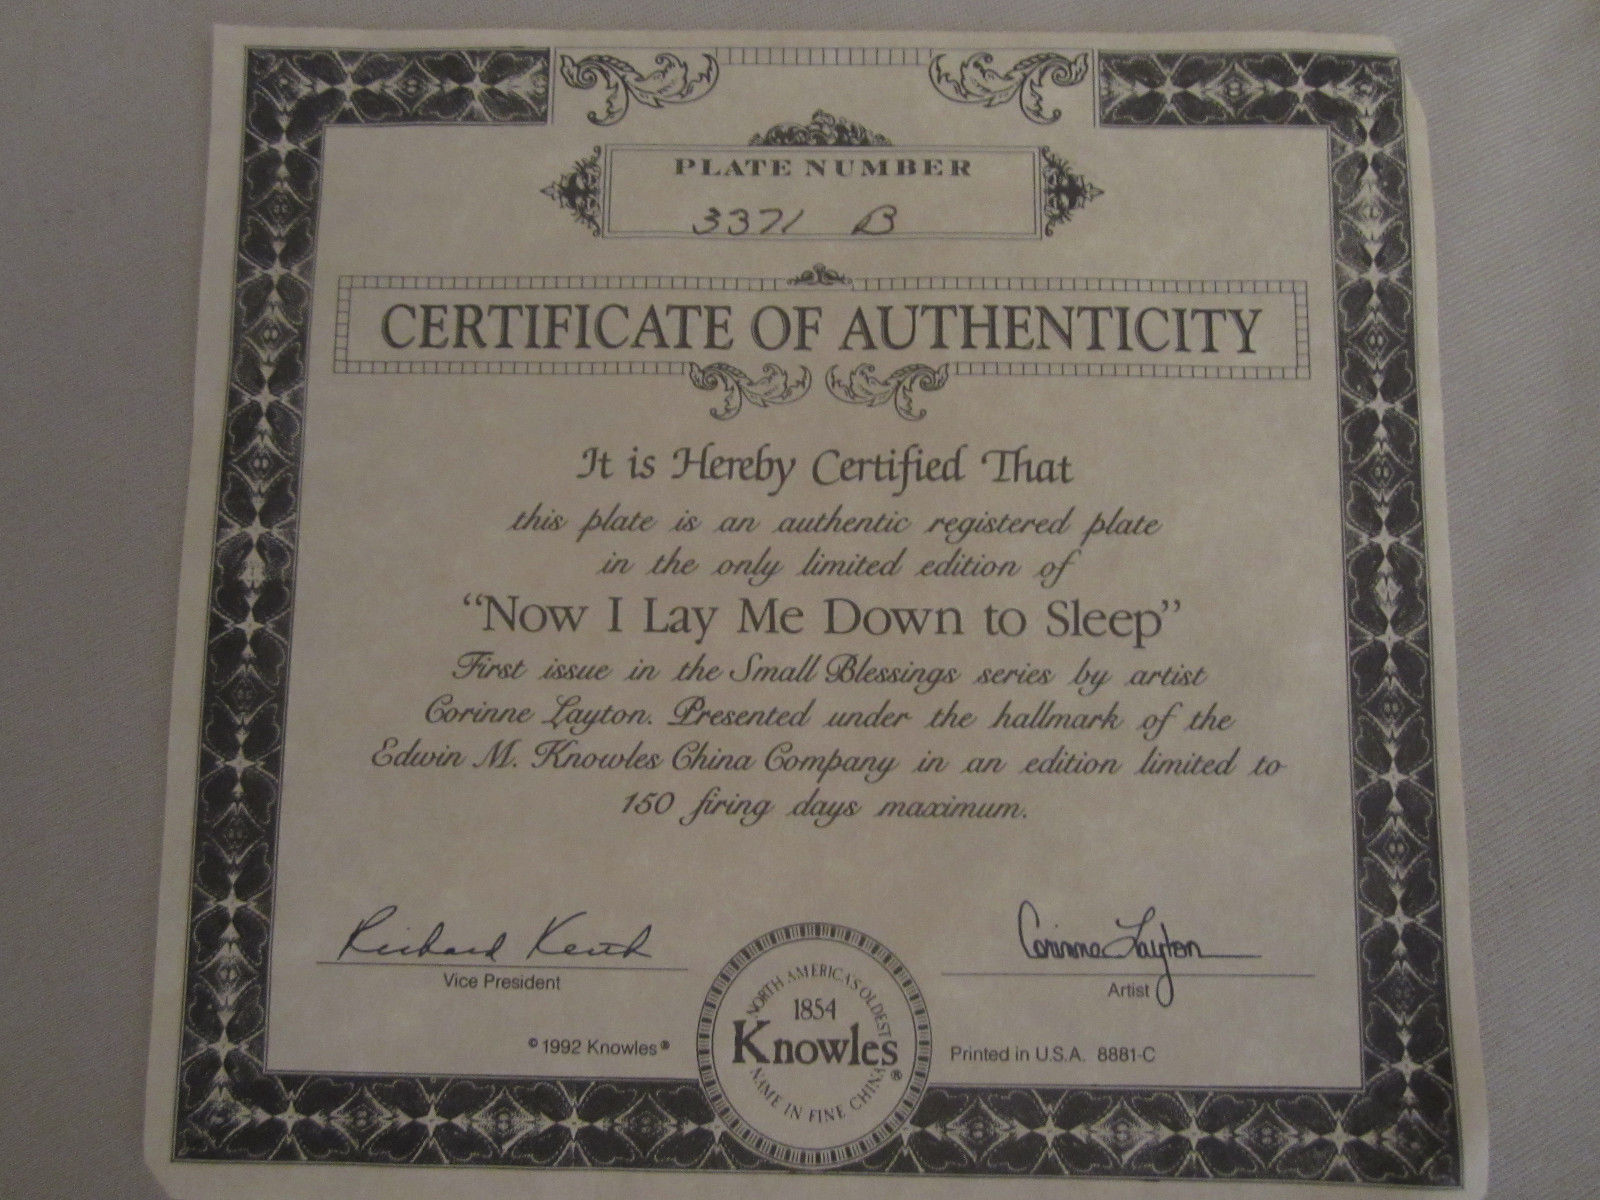 PLATE NUMBER
3371 B
CERTIFICATE OF AUTHENTICITY
It is Hereby Certified That
this plate is an authentic registered plate
in the only limited edition of
“Now I Lay Me Down to Sleep”
First issue in the Small Blessings series by artist
Corinne Layton. Presented under the hallmark of the
Edwin M. Knowles China Company in an edition limited to
150 firing days maximum.
Richard
Vice President
Corinne Layton
Artist
© 1992 Knowles®
NORTH AMERICA'S OLDEST
1854
Knowles®
NAME IN FINE CHINA
Printed in U.S.A. 8881-C